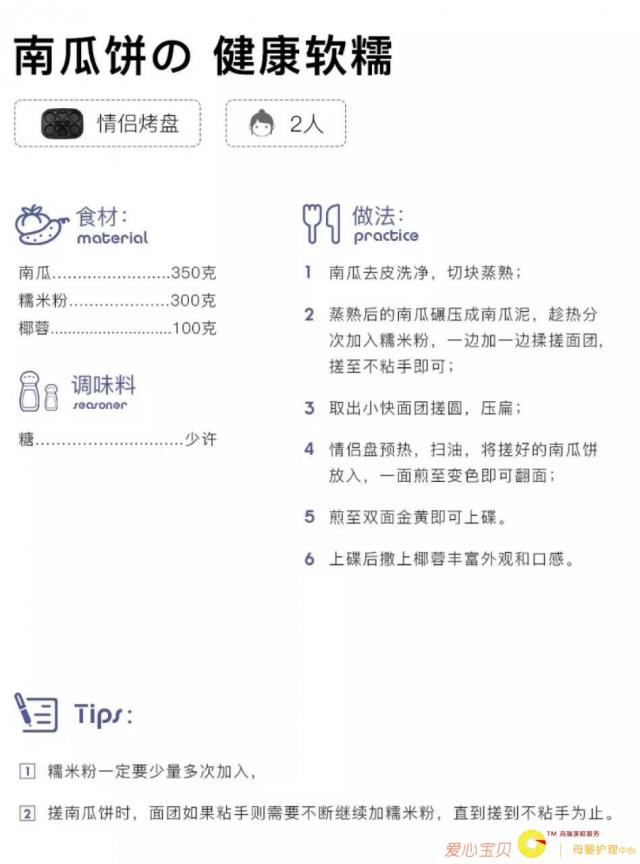 南瓜饼の 健康软糯
情侣烤盘
2人
食材：
material
南瓜........................350克
糯米粉....................300克
椰蓉............................100克
调味料
seasoner
糖............................少许
做法：
practice
1 南瓜去皮洗净，切块蒸熟；
2 蒸熟后的南瓜碾压成南瓜泥，趁热分
次加入糯米粉，一边加一边揉搓面团，
搓至不粘手即可；
3 取出小快面团搓圆，压扁；
4 情侣盘预热，扫油，将搓好的南瓜饼
放入，一面煎至变色即可翻面；
5 煎至双面金黄即可上碟。
6 上碟后撒上椰蓉丰富外观和口感。
Tips：
1 糯米粉一定要少量多次加入，
2 搓南瓜饼时，面团如果粘手则需要不断继续加糯米粉，直到搓到不粘手为止。
爱心宝贝
TM 高端家庭服务
母婴护理中心